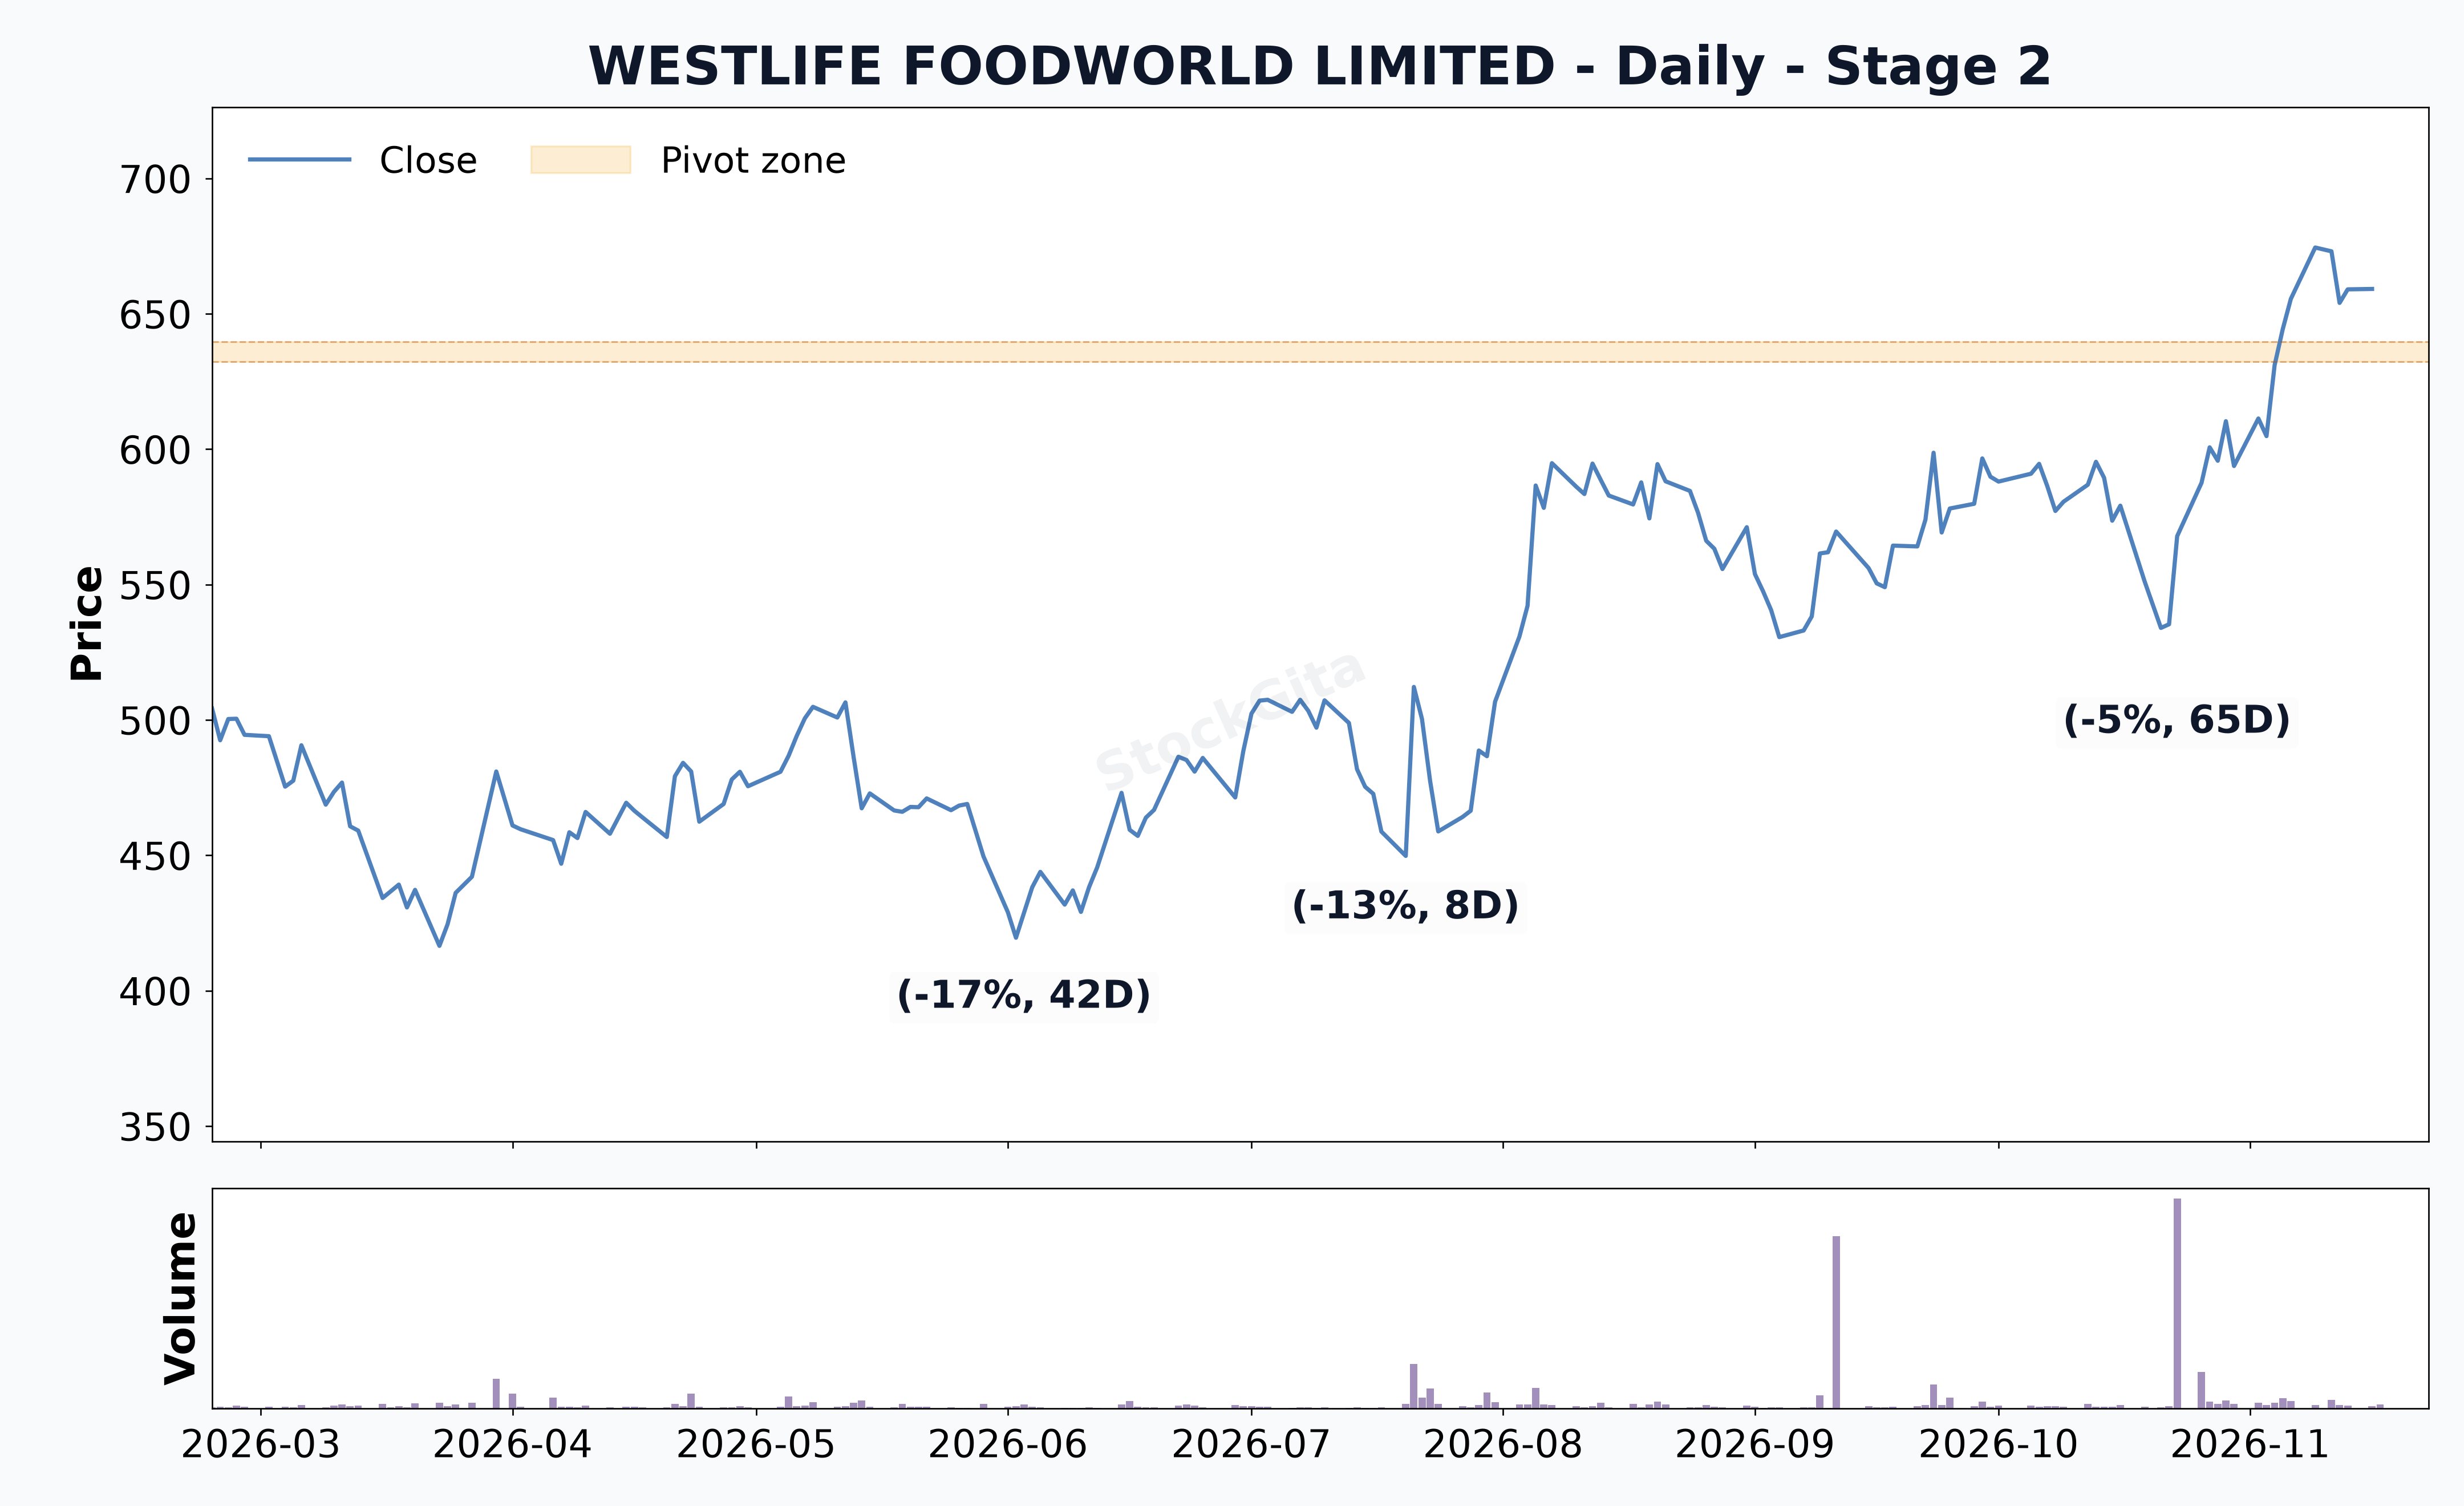 WESTLIFE FOODWORLD LIMITED - Daily - Stage 2
Close
Pivot zone
Price
700
650
600
550
500
450
400
350
StockGita
(-17%, 42D)
(-13%, 8D)
(-5%, 65D)
Volume
2026-03
2026-04
2026-05
2026-06
2026-07
2026-08
2026-09
2026-10
2026-11